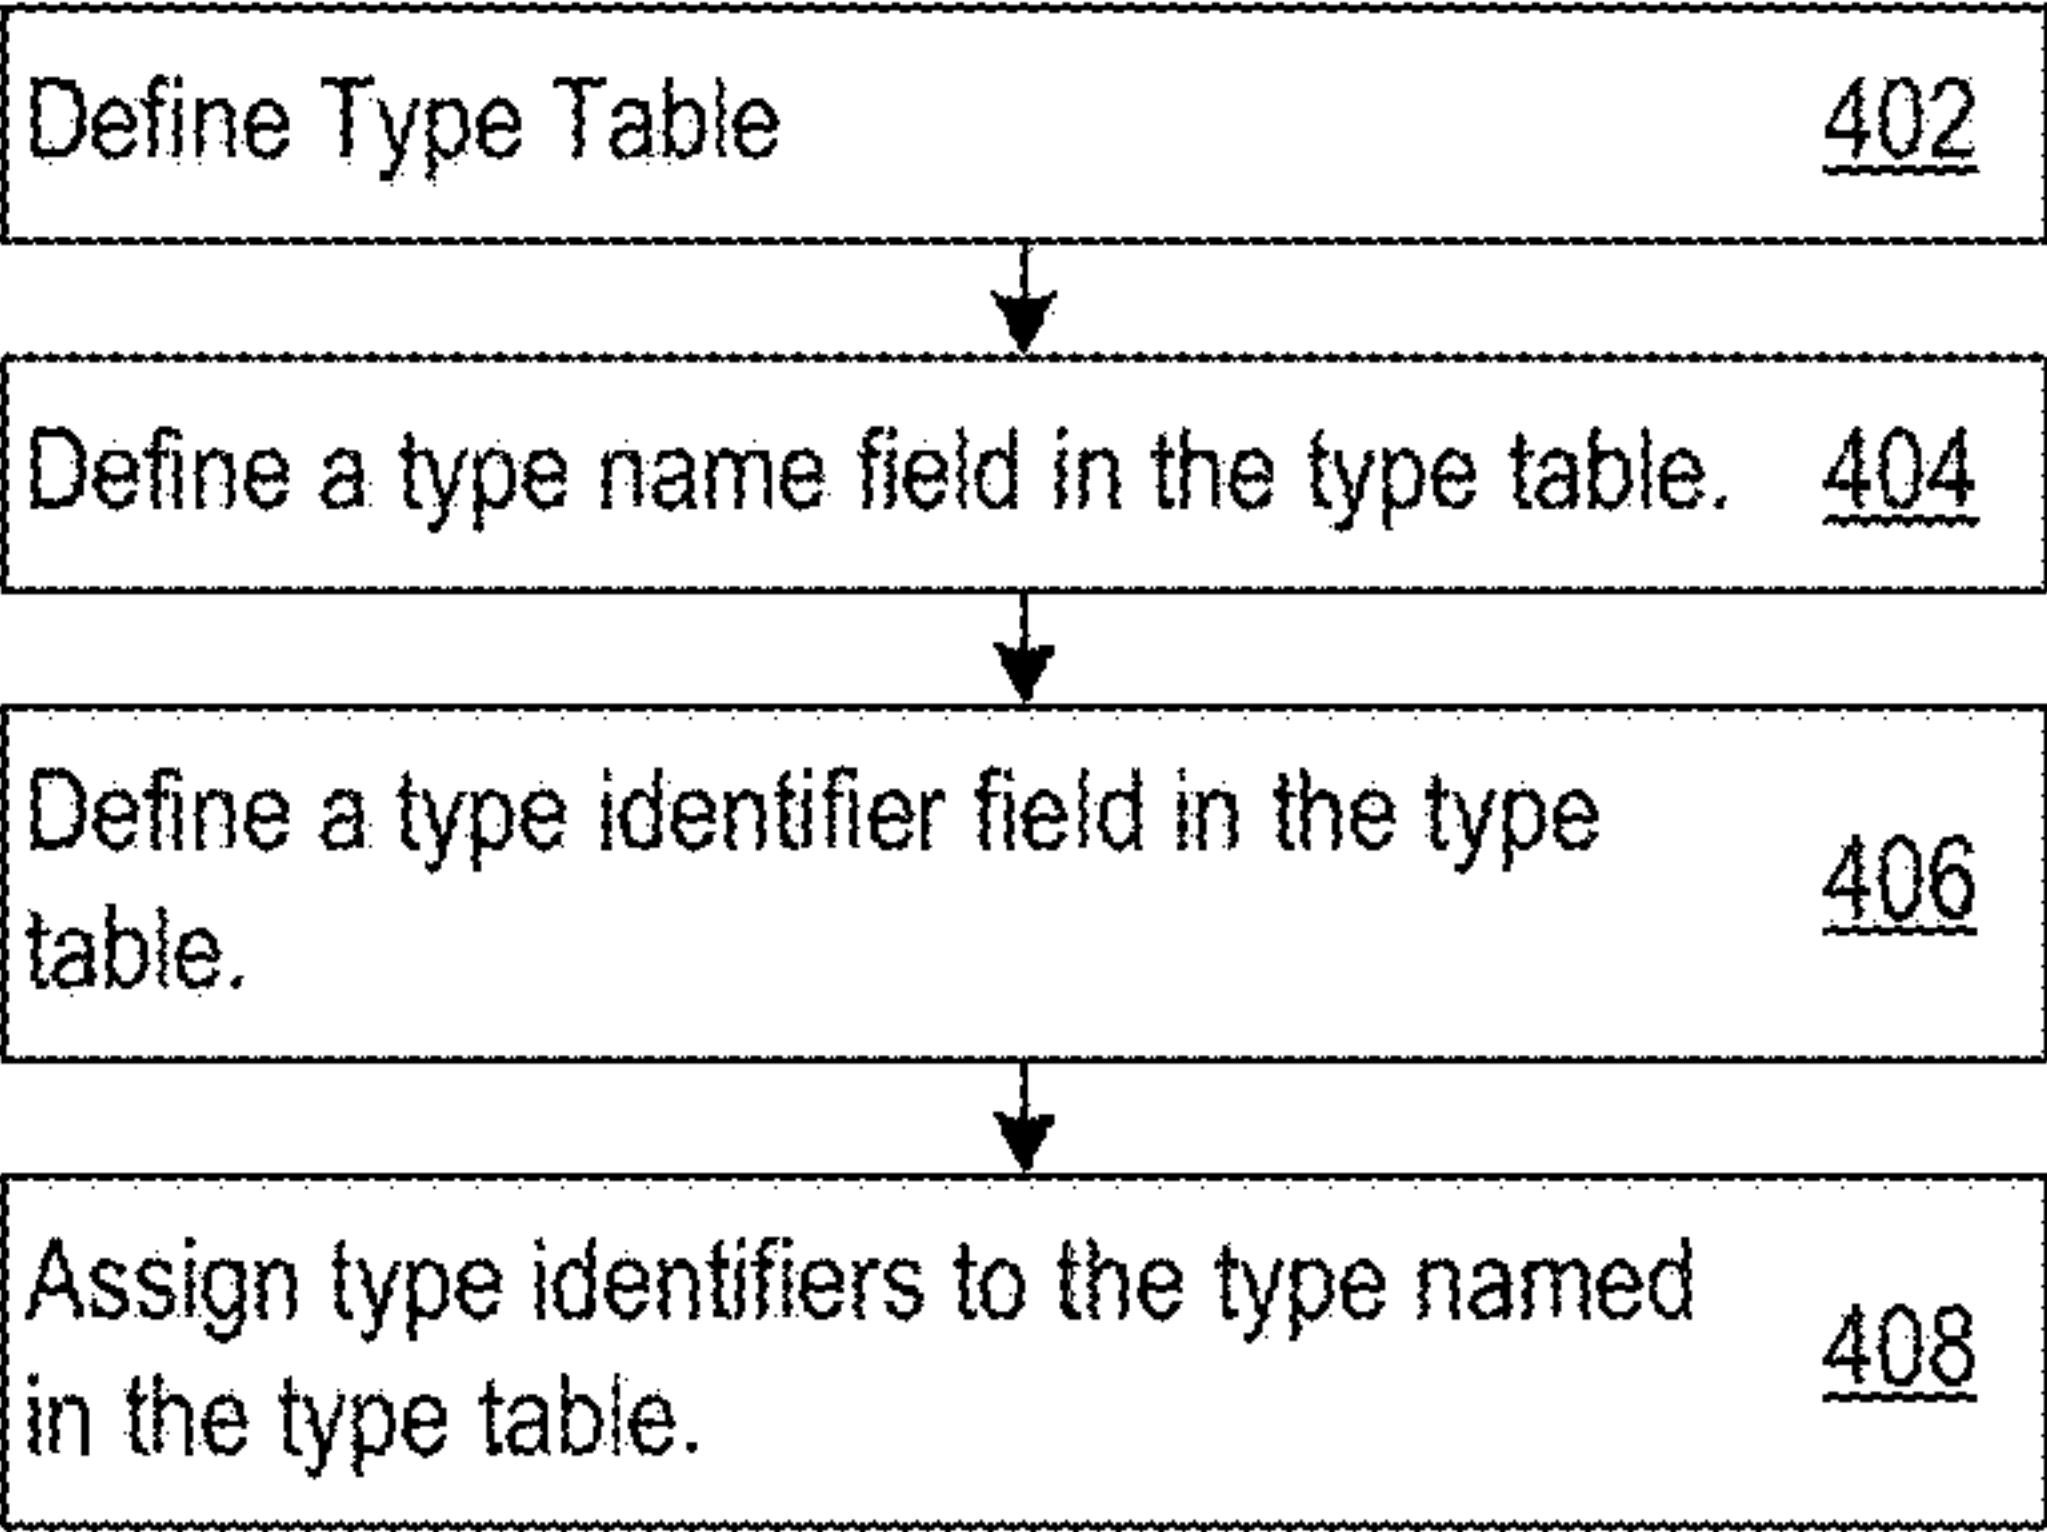 Define Type Table 402
Define a type name field in the type table. 404
Define a type identifier field in the type
406
table.
Assign type identifiers to the type named
408
in the type table.